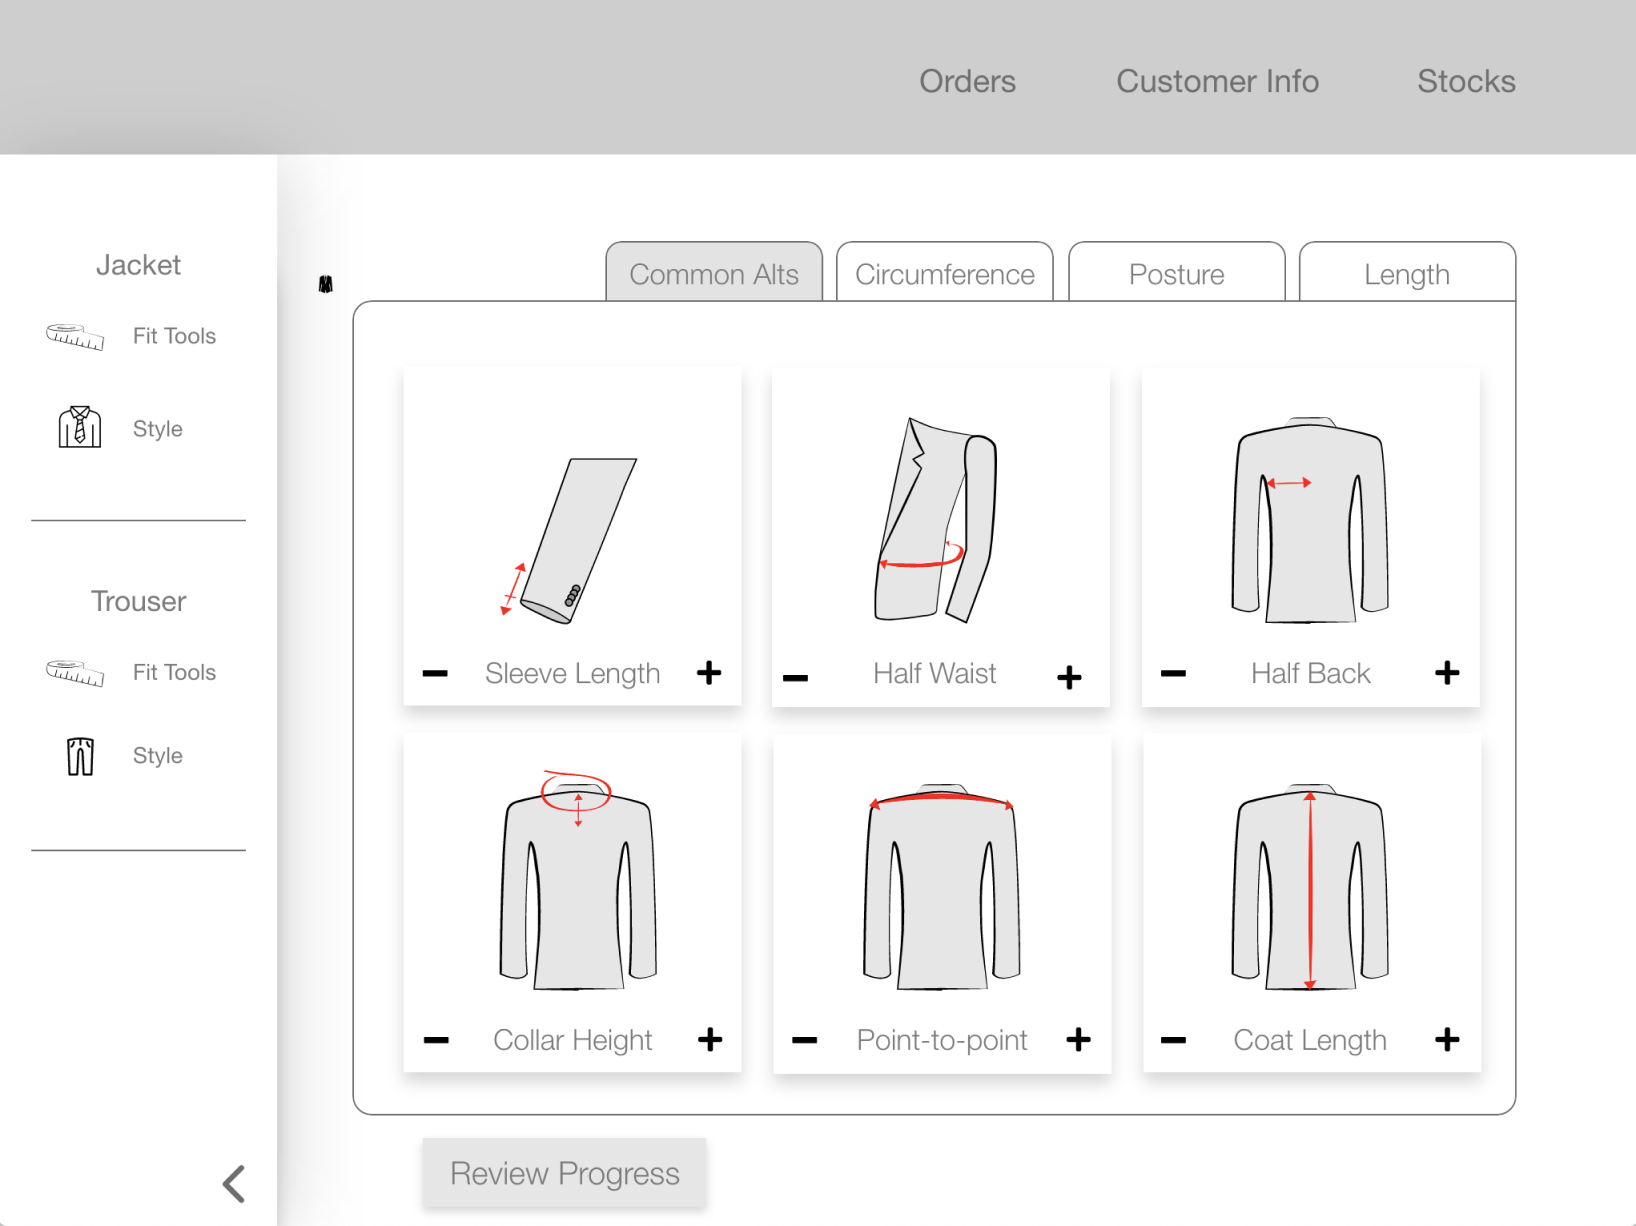 Orders
Customer Info
Stocks
Jacket
Fit Tools
Style
Trouser
Fit Tools
Style
Common Alts
Circumference
Posture
Length
Sleeve Length
Half Waist
Half Back
Collar Height
Point-to-point
Coat Length
Review Progress